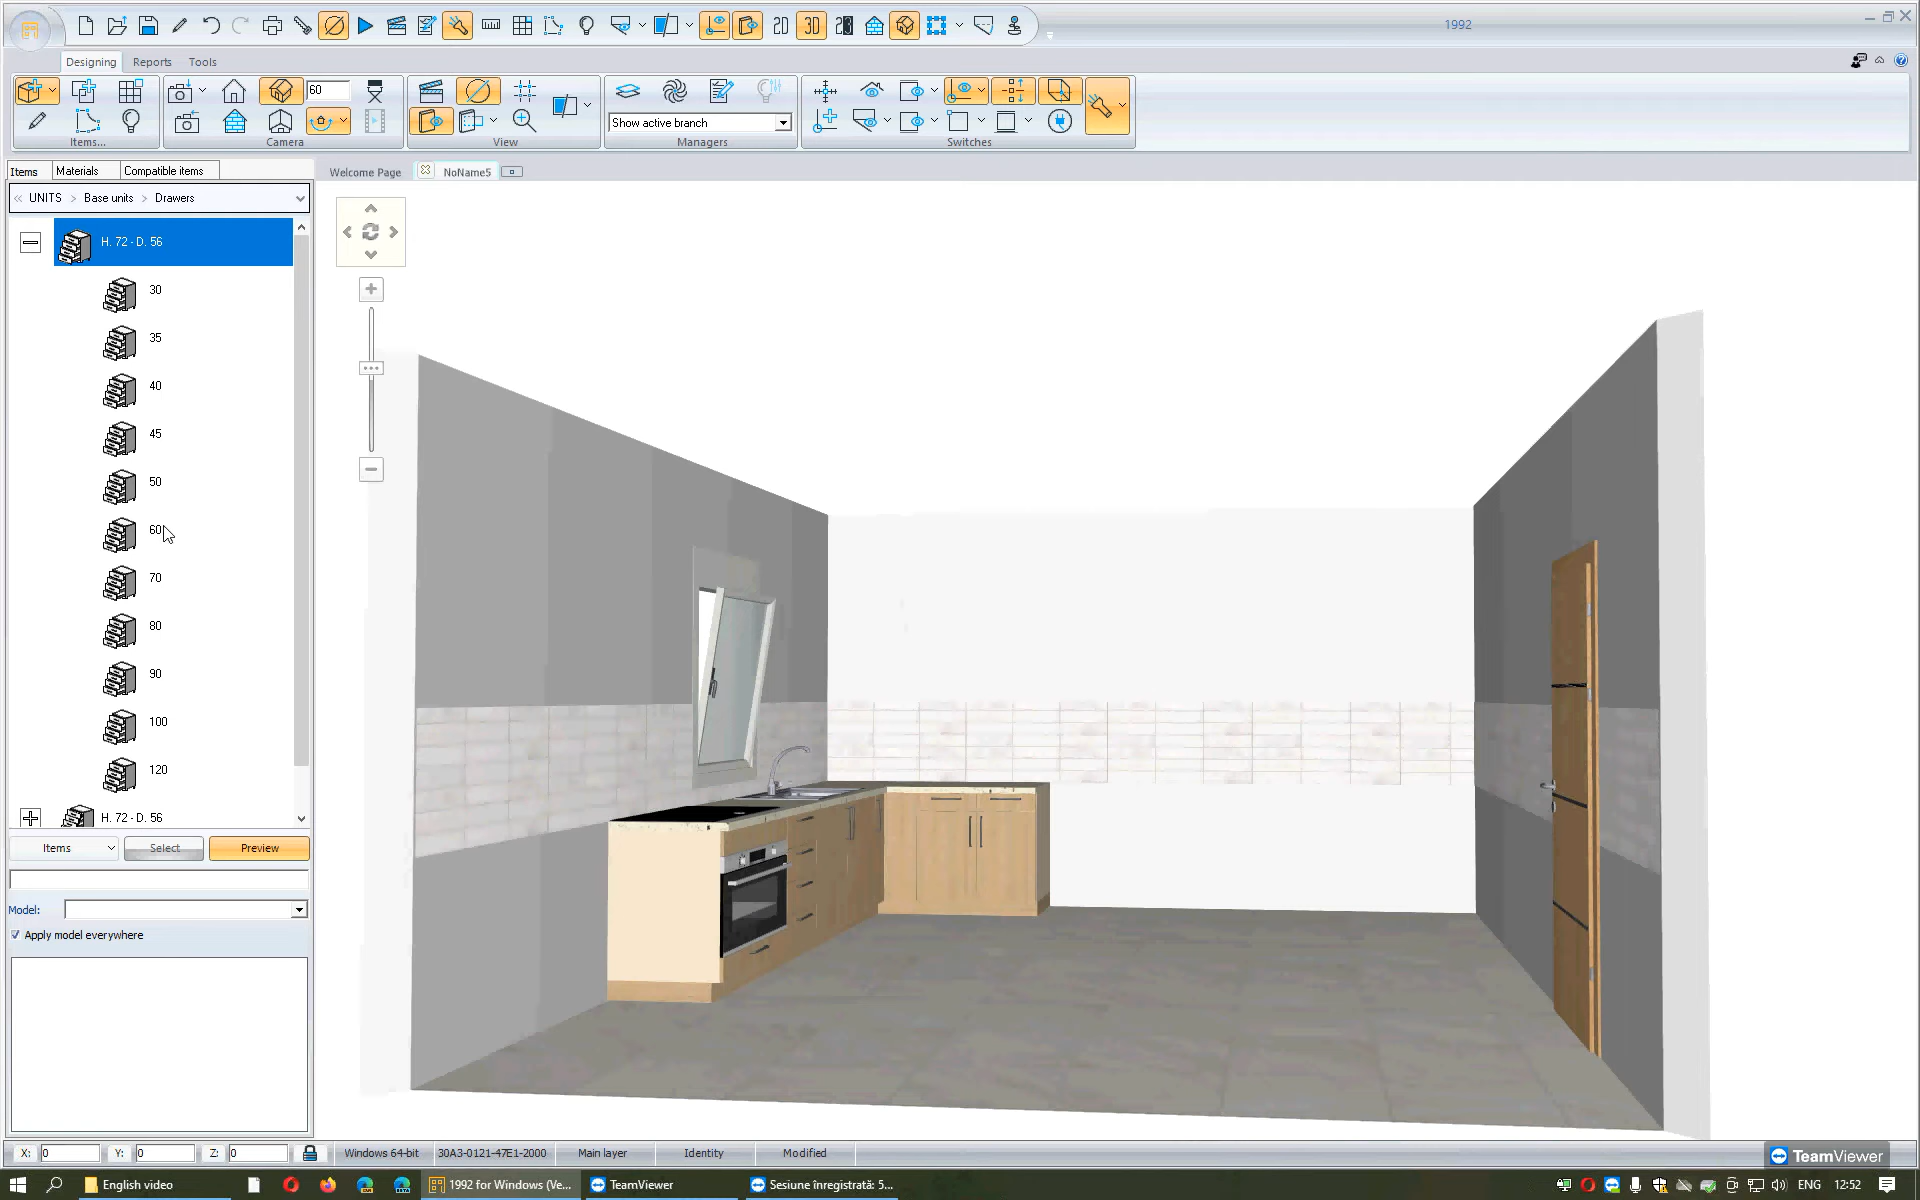 1992
2D
3D
Designing
Reports
Tools
60
Show active branch
Items...
Camera
View
Managers
Switches
Items
Materials
Compatible items
Welcome Page
NoName5
UNITS
Base units
Drawers
H. 72 - D. 56
30
35
40
45
50
60
70
80
90
100
120
H. 72 - D. 56
Items
Select
Preview
Model:
Apply model everywhere
X: 0
Y: 0
Z: 0
Windows 64-bit
30A3-0121-47E1-2000
Main layer
Identity
Modified
TeamViewer
English video
1992 for Windows (Ve...
TeamViewer
Sesiune înregistrată: 5...
ENG
12:52